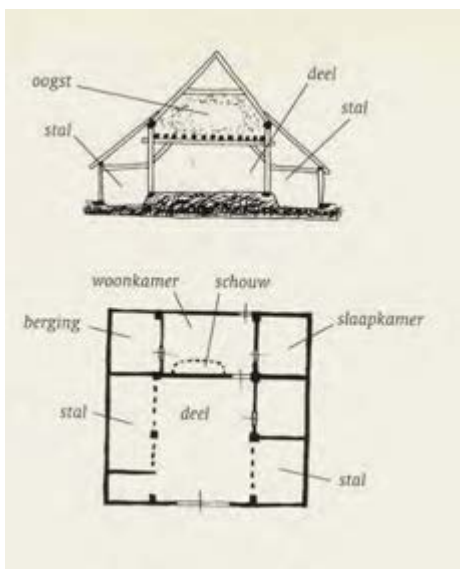 oogst
deel
stal
stal
woonkamer
schouw
berging
slaapkamer
stal
deel
stal